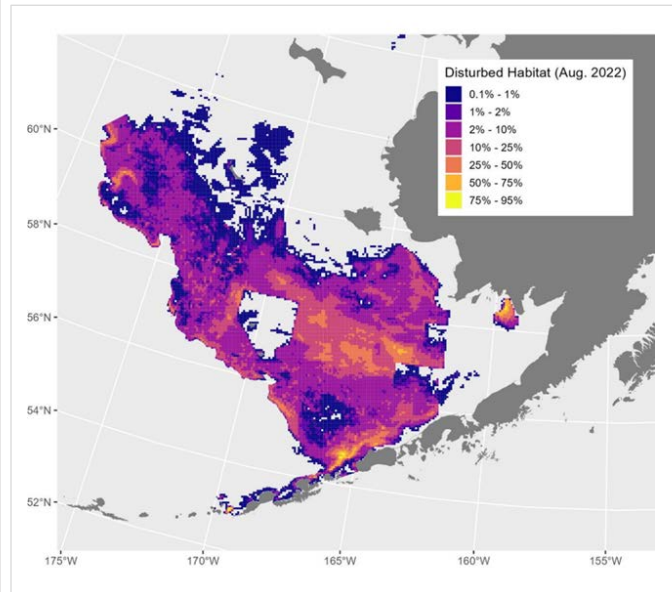 Disturbed Habitat (Aug. 2022)
0.1% - 1%
1% - 2%
2% - 10%
10% - 25%
25% - 50%
50% - 75%
75% - 95%
60°N
58°N
56°N
54°N
52°N
175°W
170°W
165°W
160°W
155°W